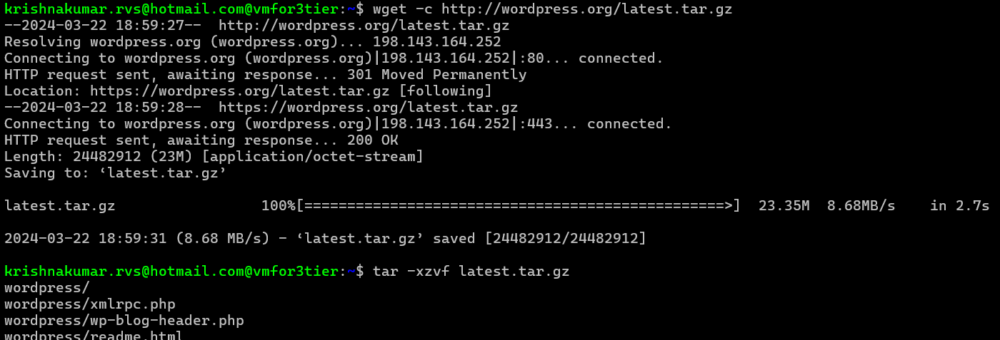 krishnakumar.rvs@hotmail.com@vmfor3tier:~$ wget -c http://wordpress.org/latest.tar.gz
--2024-03-22 18:59:27--  http://wordpress.org/latest.tar.gz
Resolving wordpress.org (wordpress.org)... 198.143.164.252
Connecting to wordpress.org (wordpress.org)|198.143.164.252|:80... connected.
HTTP request sent, awaiting response... 301 Moved Permanently
Location: https://wordpress.org/latest.tar.gz [following]
--2024-03-22 18:59:28--  https://wordpress.org/latest.tar.gz
Connecting to wordpress.org (wordpress.org)|198.143.164.252|:443... connected.
HTTP request sent, awaiting response... 200 OK
Length: 24482912 (23M) [application/octet-stream]
Saving to: ‘latest.tar.gz’
latest.tar.gz                 100%[=================================================>]  23.35M  8.68MB/s    in 2.7s
2024-03-22 18:59:31 (8.68 MB/s) - ‘latest.tar.gz’ saved [24482912/24482912]
krishnakumar.rvs@hotmail.com@vmfor3tier:~$ tar -xzvf latest.tar.gz
wordpress/
wordpress/xmlrpc.php
wordpress/wp-blog-header.php
wordpress/readme.html